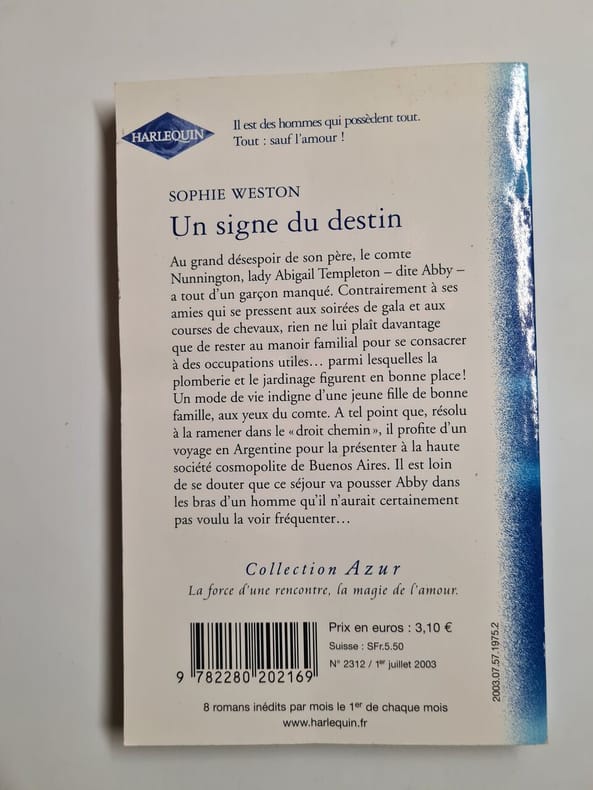 HARLEQUIN
Il est des hommes qui possèdent tout.
Tout : sauf l'amour !
SOPHIE WESTON
Un signe du destin
Au grand désespoir de son père, le comte
Nunnington, lady Abigail Templeton – dite Abby –
a tout d'un garçon manqué. Contrairement à ses
amies qui se pressent aux soirées de gala et aux
courses de chevaux, rien ne lui plaît davantage
que de rester au manoir familial pour se consacrer
à des occupations utiles… parmi lesquelles la
plomberie et le jardinage figurent en bonne place !
Un mode de vie indigne d'une jeune fille de bonne
famille, aux yeux du comte. A tel point que, résolu
à la ramener dans le « droit chemin », il profite d'un
voyage en Argentine pour la présenter à la haute
société cosmopolite de Buenos Aires. Il est loin
de se douter que ce séjour va pousser Abby dans
les bras d'un homme qu'il n'aurait certainement
pas voulu la voir fréquenter…
Collection Azur
La force d'une rencontre, la magie de l'amour.
Prix en euros : 3,10 €
Suisse : SFr.5.50
N° 2312 / 1er juillet 2003
9 782280 202169
8 romans inédits par mois le 1er de chaque mois
www.harlequin.fr
2003.07.57.1975.2